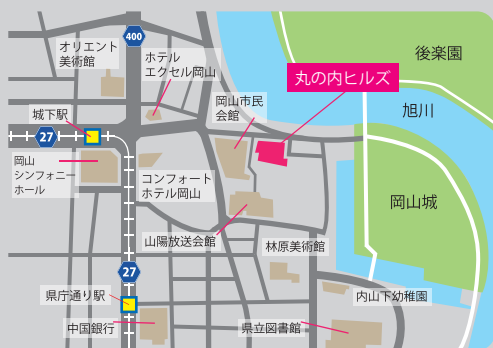 400
オリエント
美術館
ホテル
エクセル岡山
後楽園
丸の内ヒルズ
岡山市民
会館
旭川
城下駅
27
岡山
シンフォニー
ホール
コンフォート
ホテル岡山
岡山城
山陽放送会館
林原美術館
27
県庁通り駅
内山下幼稚園
中国銀行
県立図書館